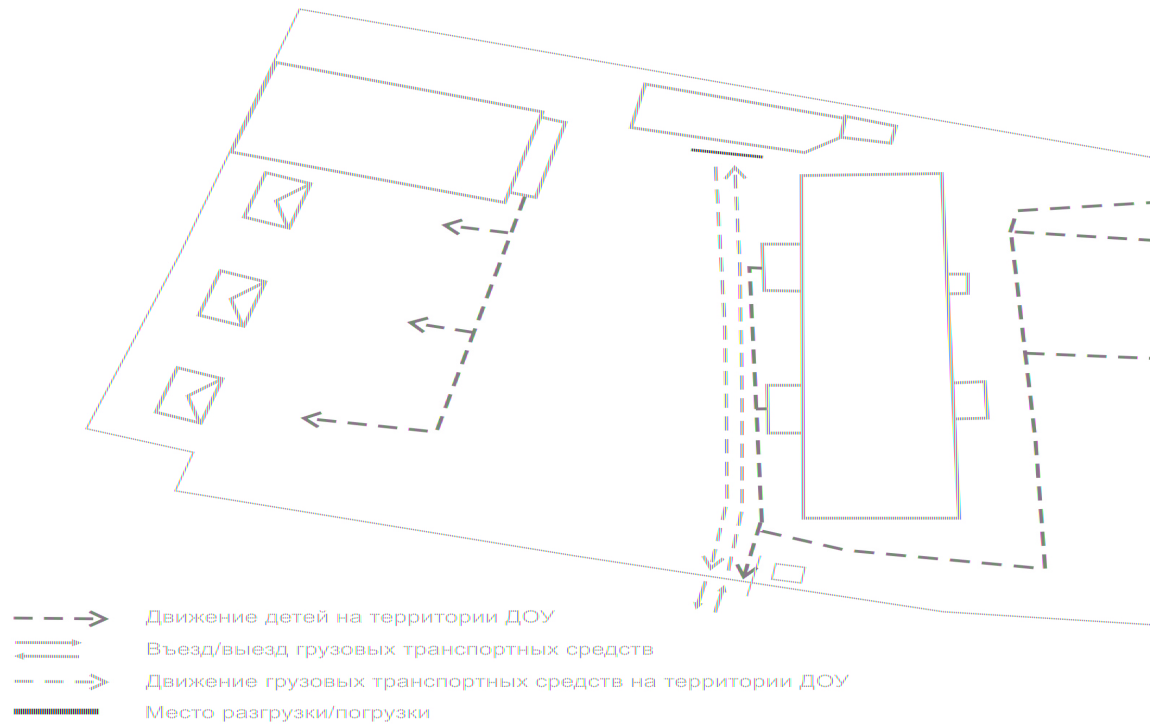 Движение детей на территории ДОУ
Въезд/выезд грузовых транспортных средств
Движение грузовых транспортных средств на территории ДОУ
Место разгрузки/погрузки